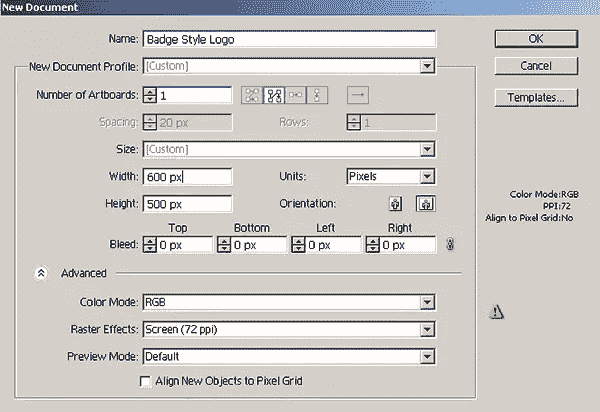 New Document
Name: Badge Style Logo
OK
New Document Profile: [Custom]
Cancel
Number of Artboards: 1
Templates...
Spacing: 20 px Rows: 1
Size: [Custom]
Width: 600 px Units: Pixels
Color Mode:RGB
PPI:72
Align to Pixel Grid:No
Height: 500 px Orientation:
Top Bottom Left Right
Bleed: 0 px 0 px 0 px 0 px
Advanced
Color Mode: RGB
Raster Effects: Screen (72 ppi)
Preview Mode: Default
Align New Objects to Pixel Grid